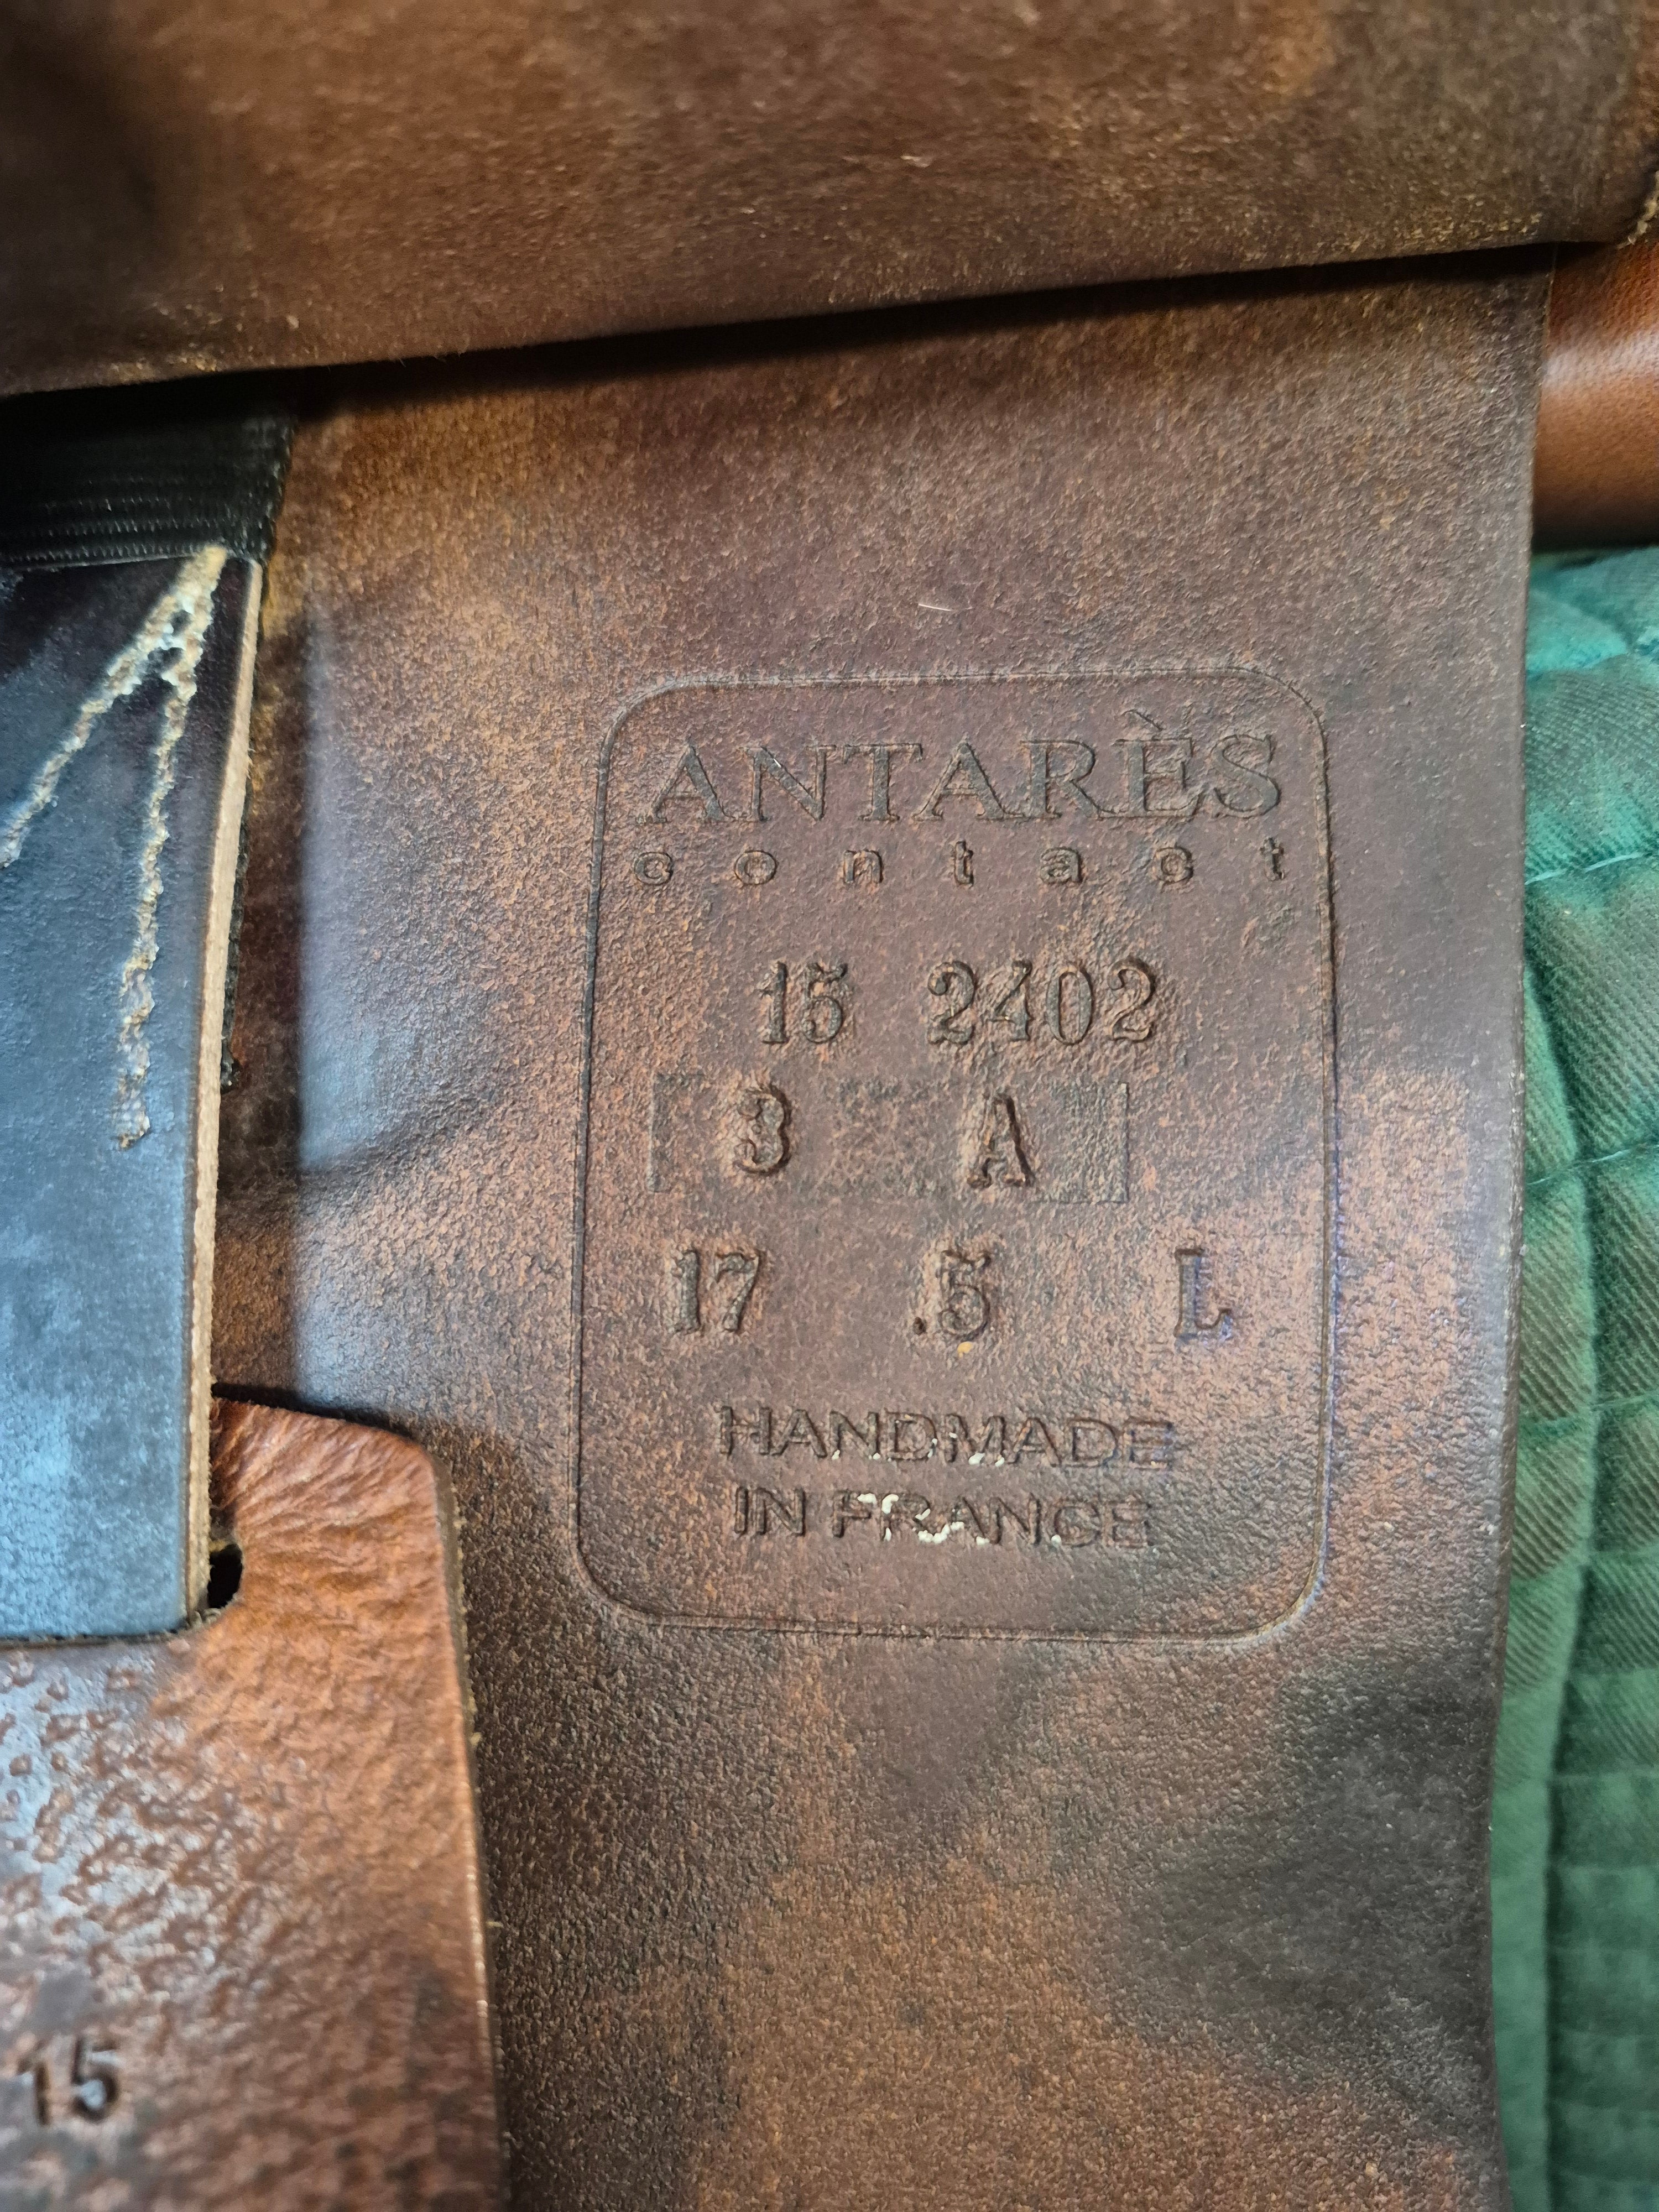 ANTARÈS
contact
15 2402
3 A
17 .5 L
HANDMADE
IN FRANCE
15